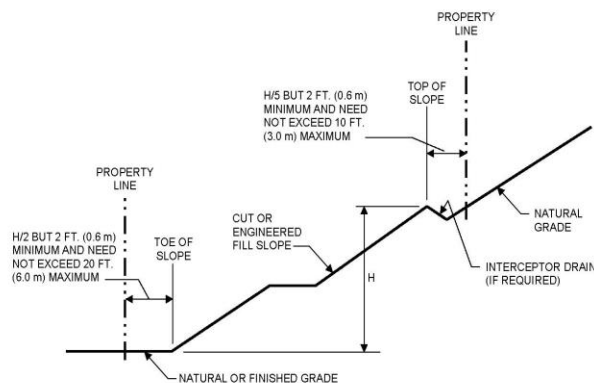 PROPERTY
LINE
H/5 BUT 2 FT. (0.6 m)
MINIMUM AND NEED
NOT EXCEED 10 FT.
(3.0 m) MAXIMUM
TOP OF
SLOPE
PROPERTY
LINE
H/2 BUT 2 FT. (0.6 m)
MINIMUM AND NEED
NOT EXCEED 20 FT.
(6.0 m) MAXIMUM
TOE OF
SLOPE
CUT OR
ENGINEERED
FILL SLOPE
H
NATURAL
GRADE
INTERCEPTOR DRAIN
(IF REQUIRED)
NATURAL OR FINISHED GRADE